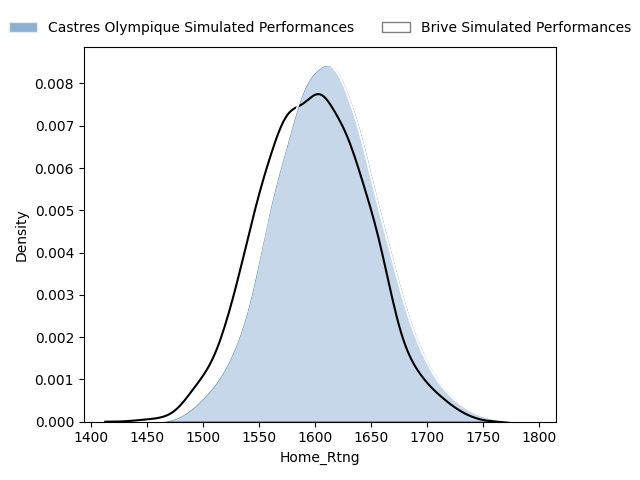 Castres Olympique Simulated Performances Brive Simulated Performances
0.008
0.007
0.006
0.005
0.004
0.003
0.002
0.001
0.000
Density
1400 1450 1500 1550 1600 1650 1700 1750 1800
Home_Rtng